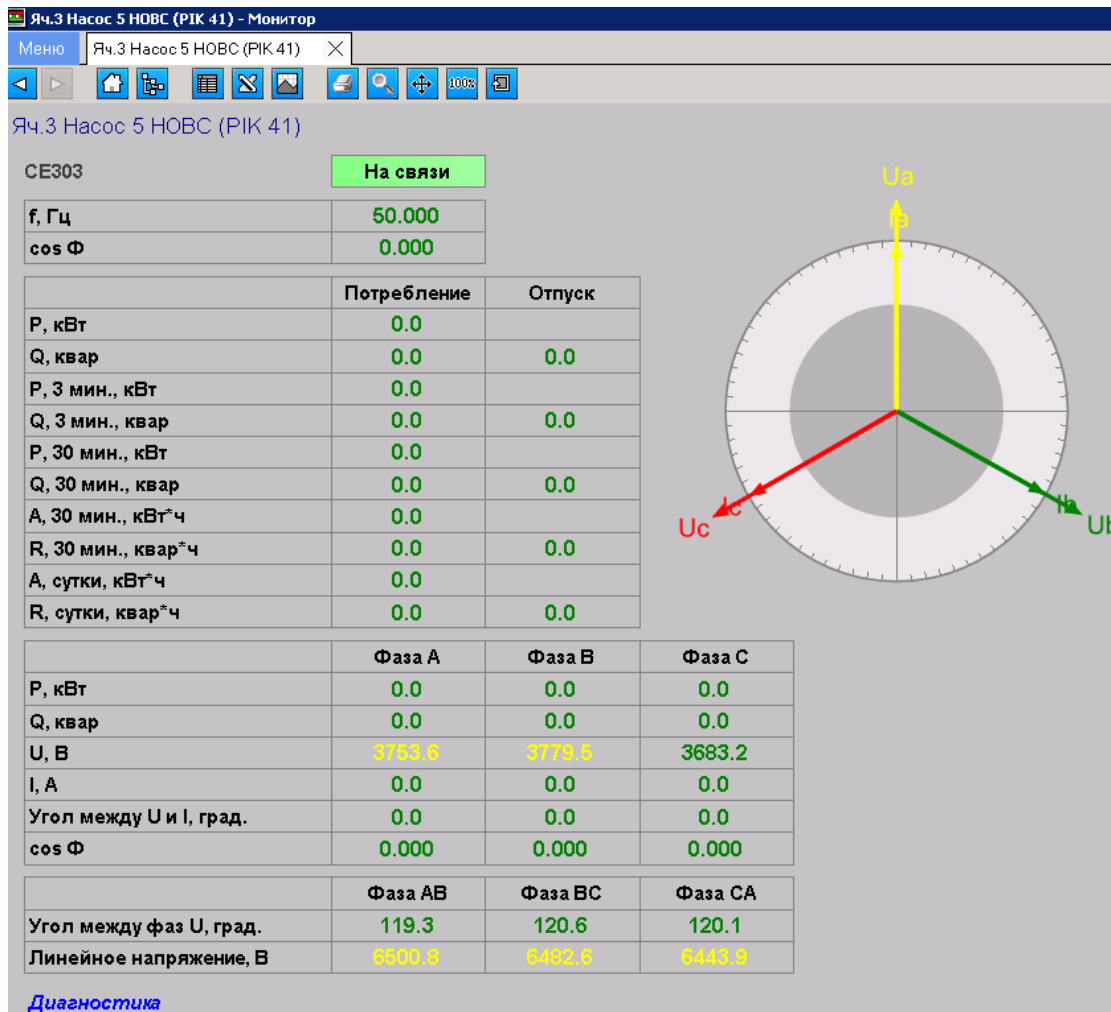 Яч.3 Насос 5 НОВС (PIK 41) - Монитор
Меню Яч.3 Насос 5 НОВС (PIK 41)
100%
Яч.3 Насос 5 НОВС (PIK 41)
СЕ303 На связи
Ua
Ia
f, Гц 50.000
cos Ф 0.000
Потребление Отпуск
P, кВт 0.0
Q, квар 0.0 0.0
P, 3 мин., кВт 0.0
Q, 3 мин., квар 0.0 0.0
P, 30 мин., кВт 0.0
Q, 30 мин., квар 0.0 0.0
Ic Ib
A, 30 мин., кВт*ч 0.0
Uc Ub
R, 30 мин., квар*ч 0.0 0.0
A, сутки, кВт*ч 0.0
R, сутки, квар*ч 0.0 0.0
Фаза A Фаза B Фаза C
P, кВт 0.0 0.0 0.0
Q, квар 0.0 0.0 0.0
U, В 3753.6 3779.5 3683.2
I, А 0.0 0.0 0.0
Угол между U и I, град. 0.0 0.0 0.0
cos Ф 0.000 0.000 0.000
Фаза AB Фаза BC Фаза CA
Угол между фаз U, град. 119.3 120.6 120.1
Линейное напряжение, В 6500.8 6482.6 6443.9
Диагностика